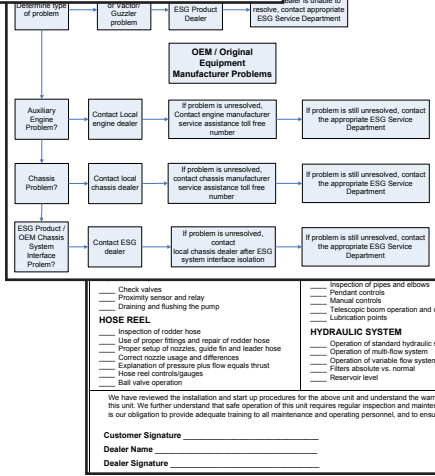 Determine type
of problem
or Vactor/
Guzzler
problem
ESG Product
Dealer
dealer is unable to
resolve, contact appropriate
ESG Service Department
OEM / Original
Equipment
Manufacturer Problems
Auxiliary
Engine
Problem?
Contact Local
engine dealer
If problem is unresolved,
Contact engine manufacturer
service assistance toll free
number
If problem is still unresolved, contact
the appropriate ESG Service
Department
Chassis
Problem?
Contact local
chassis dealer
If problem is unresolved,
contact chassis manufacturer
service assistance toll free
number
If problem is still unresolved, contact
the appropriate ESG Service
Department
ESG Product /
OEM Chassis
System
Interface
Prolem?
Contact ESG
dealer
If problem is unresolved,
contact
local chassis dealer after ESG
system interface isolation
If problem is still unresolved, contact
the appropriate ESG Service
Department
____ Check valves
____ Proximity sensor and relay
____ Draining and flushing the pump
HOSE REEL
____ Inspection of rodder hose
____ Use of proper fittings and repair of rodder hose
____ Proper setup of nozzles, guide fin and leader hose
____ Correct nozzle usage and differences
____ Explanation of pressure plus flow equals thrust
____ Hose reel controls/gauges
____ Ball valve operation
____ Inspection of pipes and elbows
____ Pendant controls
____ Manual controls
____ Telescopic boom operation and
____ Lubrication points
HYDRAULIC SYSTEM
____ Operation of standard hydraulic
____ Operation of multi-flow system
____ Operation of variable flow system
____ Filters absolute vs. normal
____ Reservoir level
We have reviewed the installation and start up procedures for the above unit and understand the
this unit. We further understand that safe operation of this unit requires regular inspection and
is our obligation to provide adequate training to all maintenance and operating personnel, and to
Customer Signature ____
Dealer Name ____
Dealer Signature ____